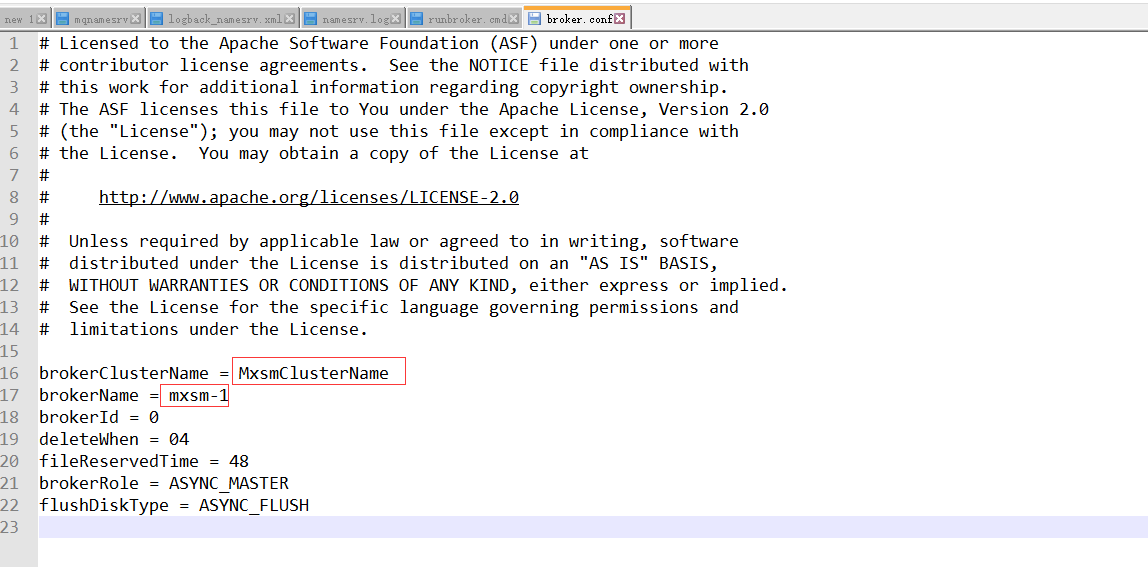 new 1 mqnamesrv logback_namesrv.xml namesrv.log runbroker.cmd broker.conf
1 # Licensed to the Apache Software Foundation (ASF) under one or more
2 # contributor license agreements.  See the NOTICE file distributed with
3 # this work for additional information regarding copyright ownership.
4 # The ASF licenses this file to You under the Apache License, Version 2.0
5 # (the "License"); you may not use this file except in compliance with
6 # the License.  You may obtain a copy of the License at
7 #
8 #     http://www.apache.org/licenses/LICENSE-2.0
9 #
10 #  Unless required by applicable law or agreed to in writing, software
11 #  distributed under the License is distributed on an "AS IS" BASIS,
12 #  WITHOUT WARRANTIES OR CONDITIONS OF ANY KIND, either express or implied.
13 #  See the License for the specific language governing permissions and
14 #  limitations under the License.
15
16 brokerClusterName = MxsmClusterName
17 brokerName = mxsm-1
18 brokerId = 0
19 deleteWhen = 04
20 fileReservedTime = 48
21 brokerRole = ASYNC_MASTER
22 flushDiskType = ASYNC_FLUSH
23